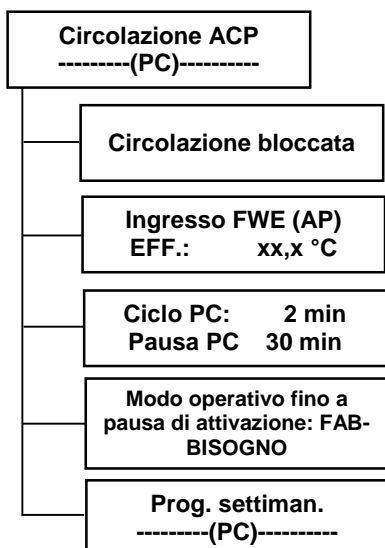 Circolazione ACP
---------(PC)----------
Circolazione bloccata
Ingresso FWE (AP)
EFF.: xx,x °C
Ciclo PC: 2 min
Pausa PC 30 min
Modo operativo fino a
pausa di attivazione: FAB-
BISOGNO
Prog. settiman.
---------(PC)----------